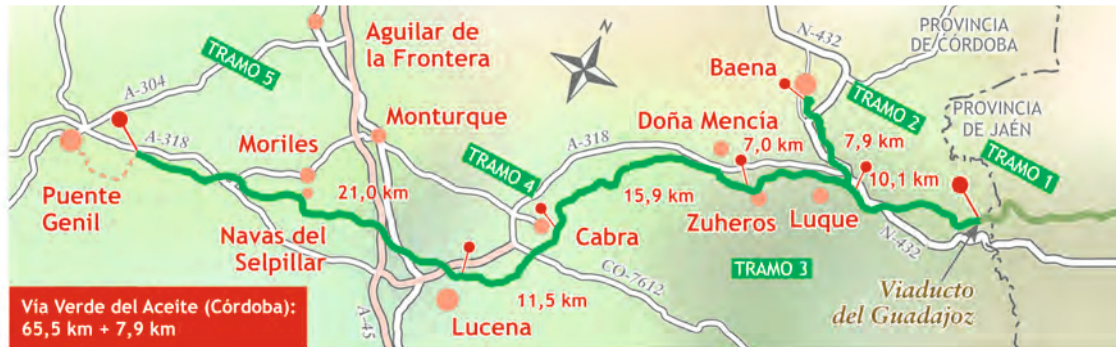 N-432
PROVINCIA
DE CÓRDOBA
N
Aguilar de
la Frontera
TRAMO 5
A-304
Baena
TRAMO 2
PROVINCIA
DE JAÉN
A-318
Monturque
Doña Mencía
7,0 km
7,9 km
TRAMO 1
Moriles
A-318
TRAMO 4
10,1 km
Puente
Genil
21,0 km
15,9 km
Zuheros
Luque
Cabra
N-432
Navas del
Selpillar
TRAMO 3
CO-7612
Viaducto
del Guadajoz
11,5 km
A-45
Lucena
Vía Verde del Aceite (Córdoba):
65,5 km + 7,9 km